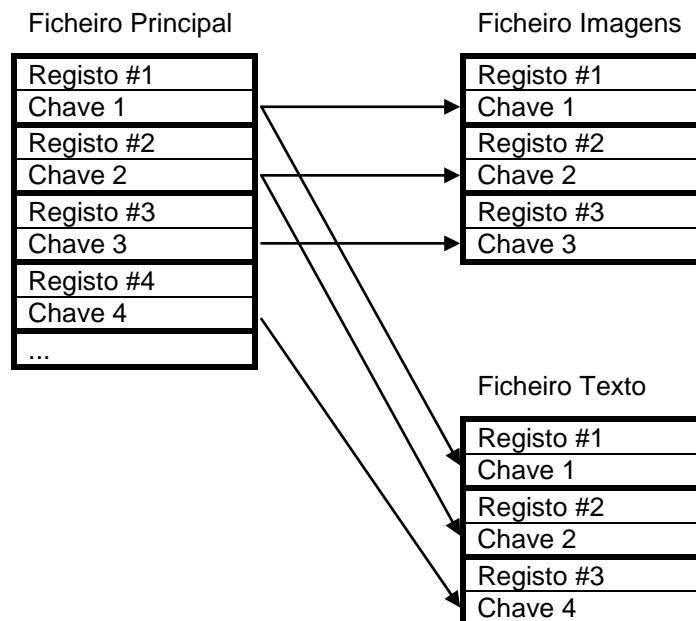 Ficheiro Principal
Registo #1
Chave 1
Registo #2
Chave 2
Registo #3
Chave 3
Registo #4
Chave 4
...
Ficheiro Imagens
Registo #1
Chave 1
Registo #2
Chave 2
Registo #3
Chave 3
Ficheiro Texto
Registo #1
Chave 1
Registo #2
Chave 2
Registo #3
Chave 4